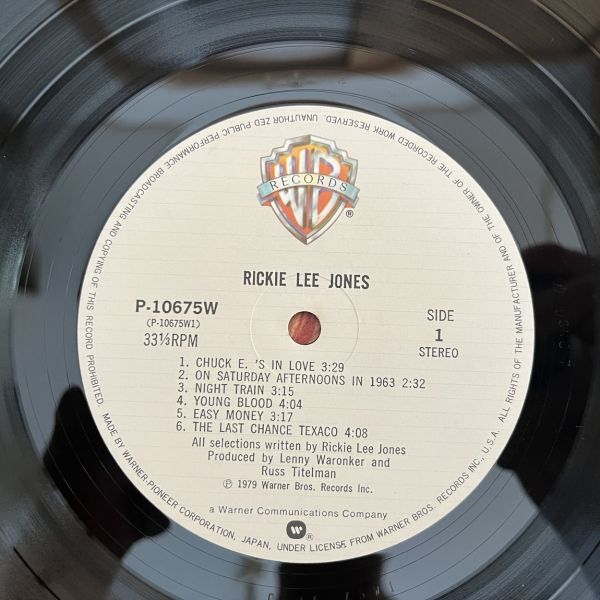 WB
RECORDS
®
RICKIE LEE JONES
P-10675W
(P-10675W1)
33⅓RPM
SIDE
1
STEREO
1. CHUCK E. 'S IN LOVE 3:29
2. ON SATURDAY AFTERNOONS IN 1963 2:32
3. NIGHT TRAIN 3:15
4. YOUNG BLOOD 4:04
5. EASY MONEY 3:17
6. THE LAST CHANCE TEXACO 4:08
All selections written by Rickie Lee Jones
Produced by Lenny Waronker and
Russ Titelman
Ⓟ 1979 Warner Bros. Records Inc.
a Warner Communications Company
®
MADE BY WARNER-PIONEER CORPORATION, JAPAN, UNDER LICENSE FROM WARNER BROS. RECORDS INC., U.S.A. ALL RIGHTS OF THE MANUFACTURER AND OF THE OWNER OF THE RECORDED WORK RESERVED. UNAUTHORIZED PUBLIC PERFORMANCE BROADCASTING AND COPYING OF THIS RECORD PROHIBITED.